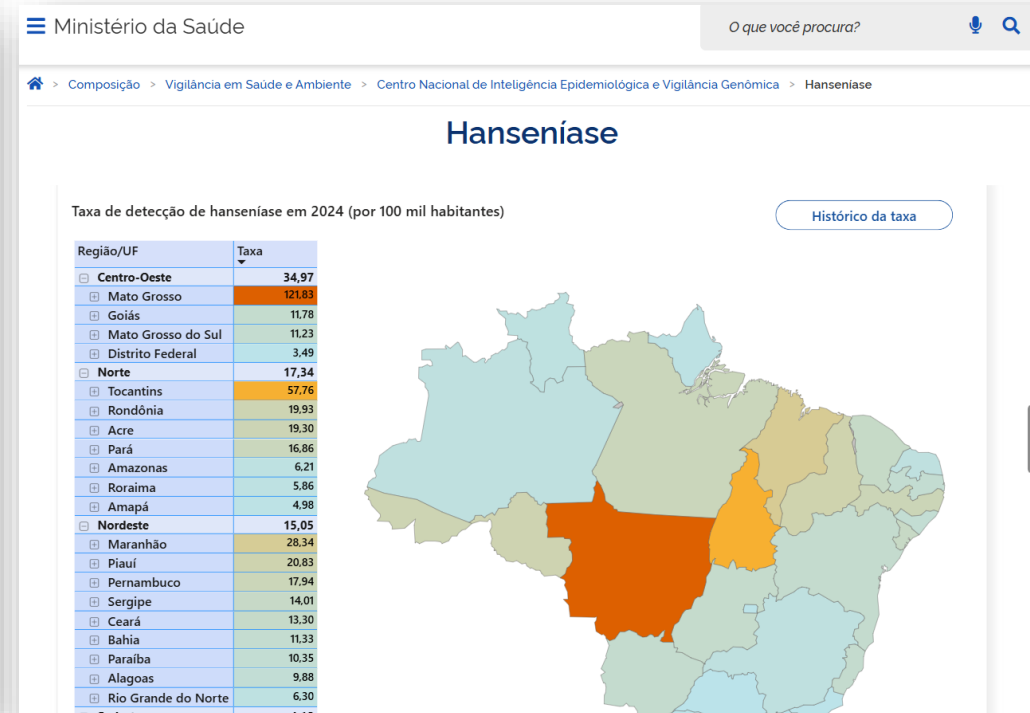 Ministério da Saúde
O que você procura?
> Composição > Vigilância em Saúde e Ambiente > Centro Nacional de Inteligência Epidemiológica e Vigilância Genômica > Hanseníase
Hanseníase
Taxa de detecção de hanseníase em 2024 (por 100 mil habitantes)
Histórico da taxa
Região/UF Taxa
Centro-Oeste 34,97
Mato Grosso 121,83
Goiás 11,78
Mato Grosso do Sul 11,23
Distrito Federal 3,49
Norte 17,34
Tocantins 57,76
Rondônia 19,93
Acre 19,30
Pará 16,86
Amazonas 6,21
Roraima 5,86
Amapá 4,98
Nordeste 15,05
Maranhão 28,34
Piauí 20,83
Pernambuco 17,94
Sergipe 14,01
Ceará 13,30
Bahia 11,33
Paraíba 10,35
Alagoas 9,88
Rio Grande do Norte 6,30